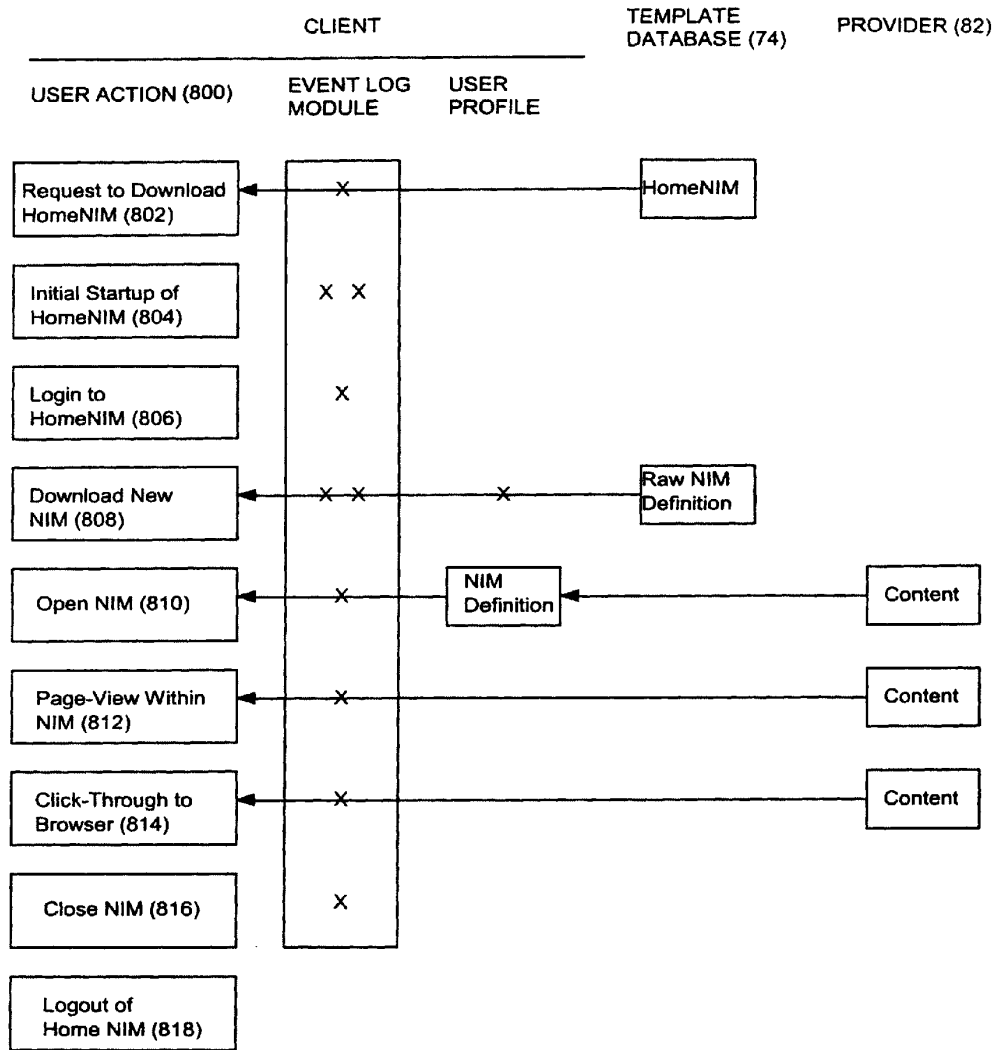 CLIENT
TEMPLATE
DATABASE (74)
PROVIDER (82)
USER ACTION (800)
EVENT LOG
MODULE
USER
PROFILE
Request to Download
HomeNIM (802)
X
HomeNIM
Initial Startup of
HomeNIM (804)
X X
Login to
HomeNIM (806)
X
Download New
NIM (808)
X X
X
Raw NIM
Definition
Open NIM (810)
X
NIM
Definition
Content
Page-View Within
NIM (812)
X
Content
Click-Through to
Browser (814)
X
Content
Close NIM (816)
X
Logout of
Home NIM (818)